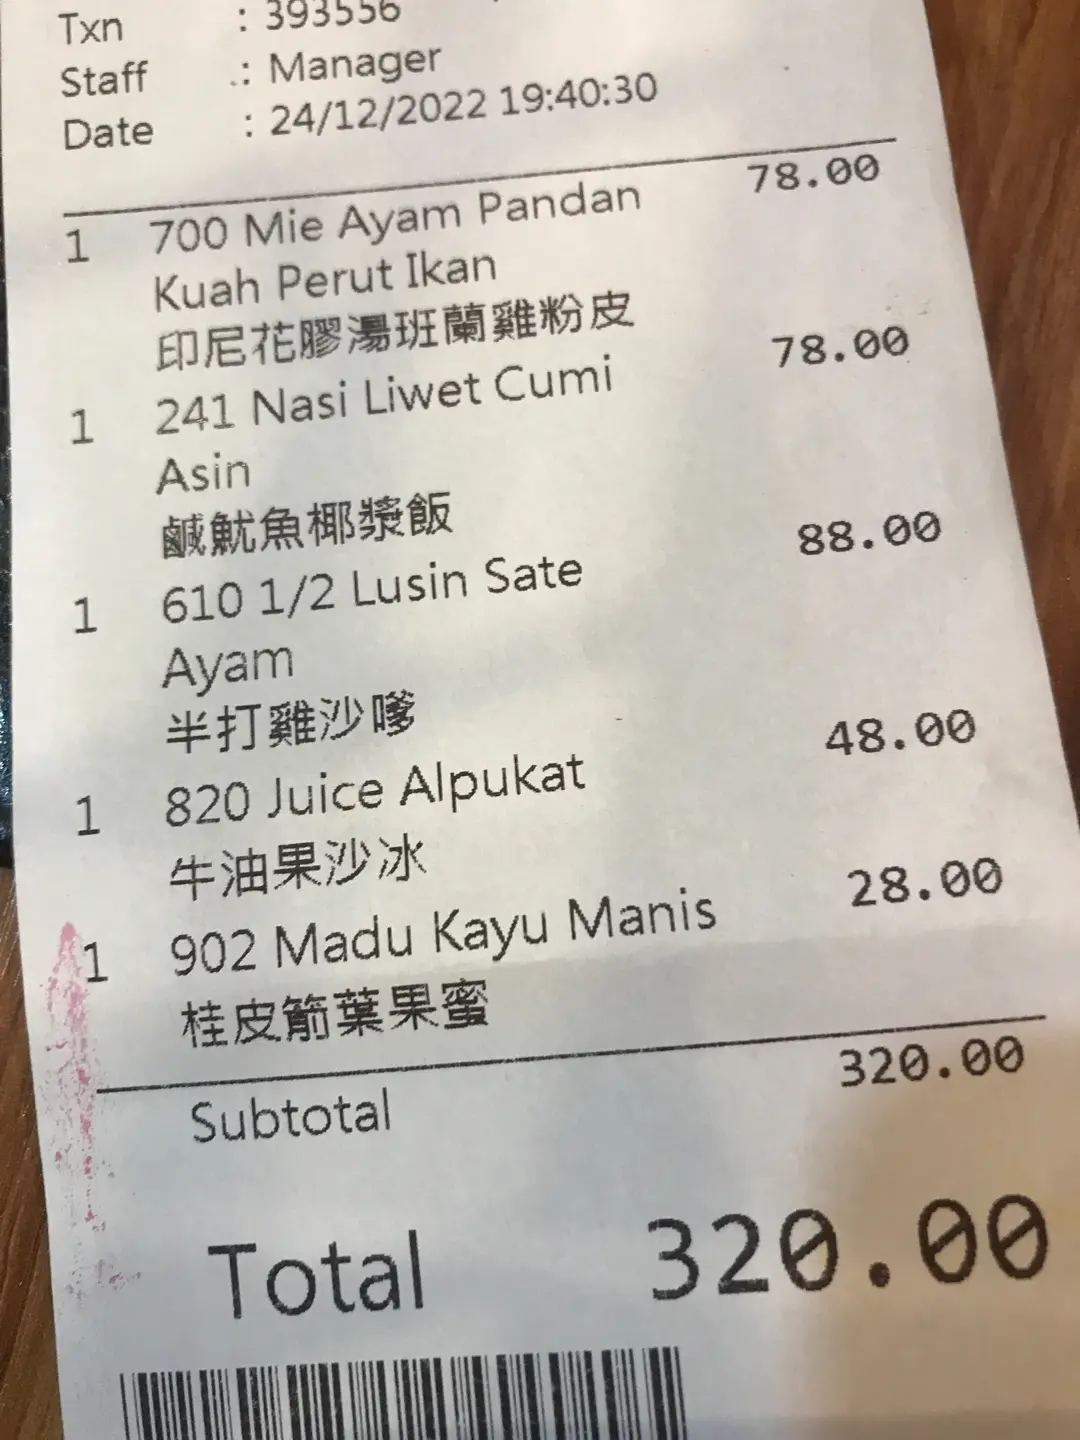 Txn : 393556
Staff : Manager
Date : 24/12/2022 19:40:30
1 700 Mie Ayam Pandan 78.00
Kuah Perut Ikan
印尼花膠湯班蘭雞粉皮
1 241 Nasi Liwet Cumi 78.00
Asin
鹹魷魚椰漿飯
1 610 1/2 Lusin Sate 88.00
Ayam
半打雞沙嗲
1 820 Juice Alpukat 48.00
牛油果沙冰
1 902 Madu Kayu Manis 28.00
桂皮箭葉果蜜
Subtotal 320.00
Total 320.00